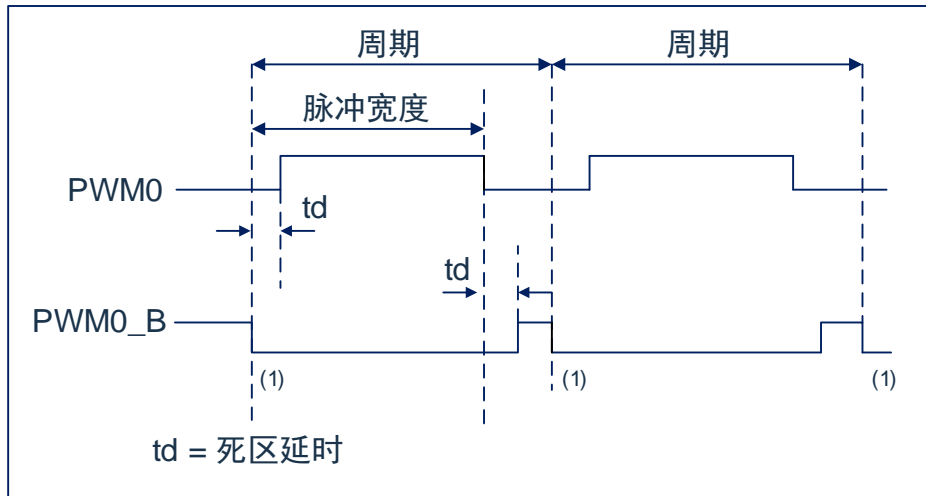 周期 周期
脉冲宽度
PWM0
td
td
PWM0_B
(1) (1) (1)
td = 死区延时